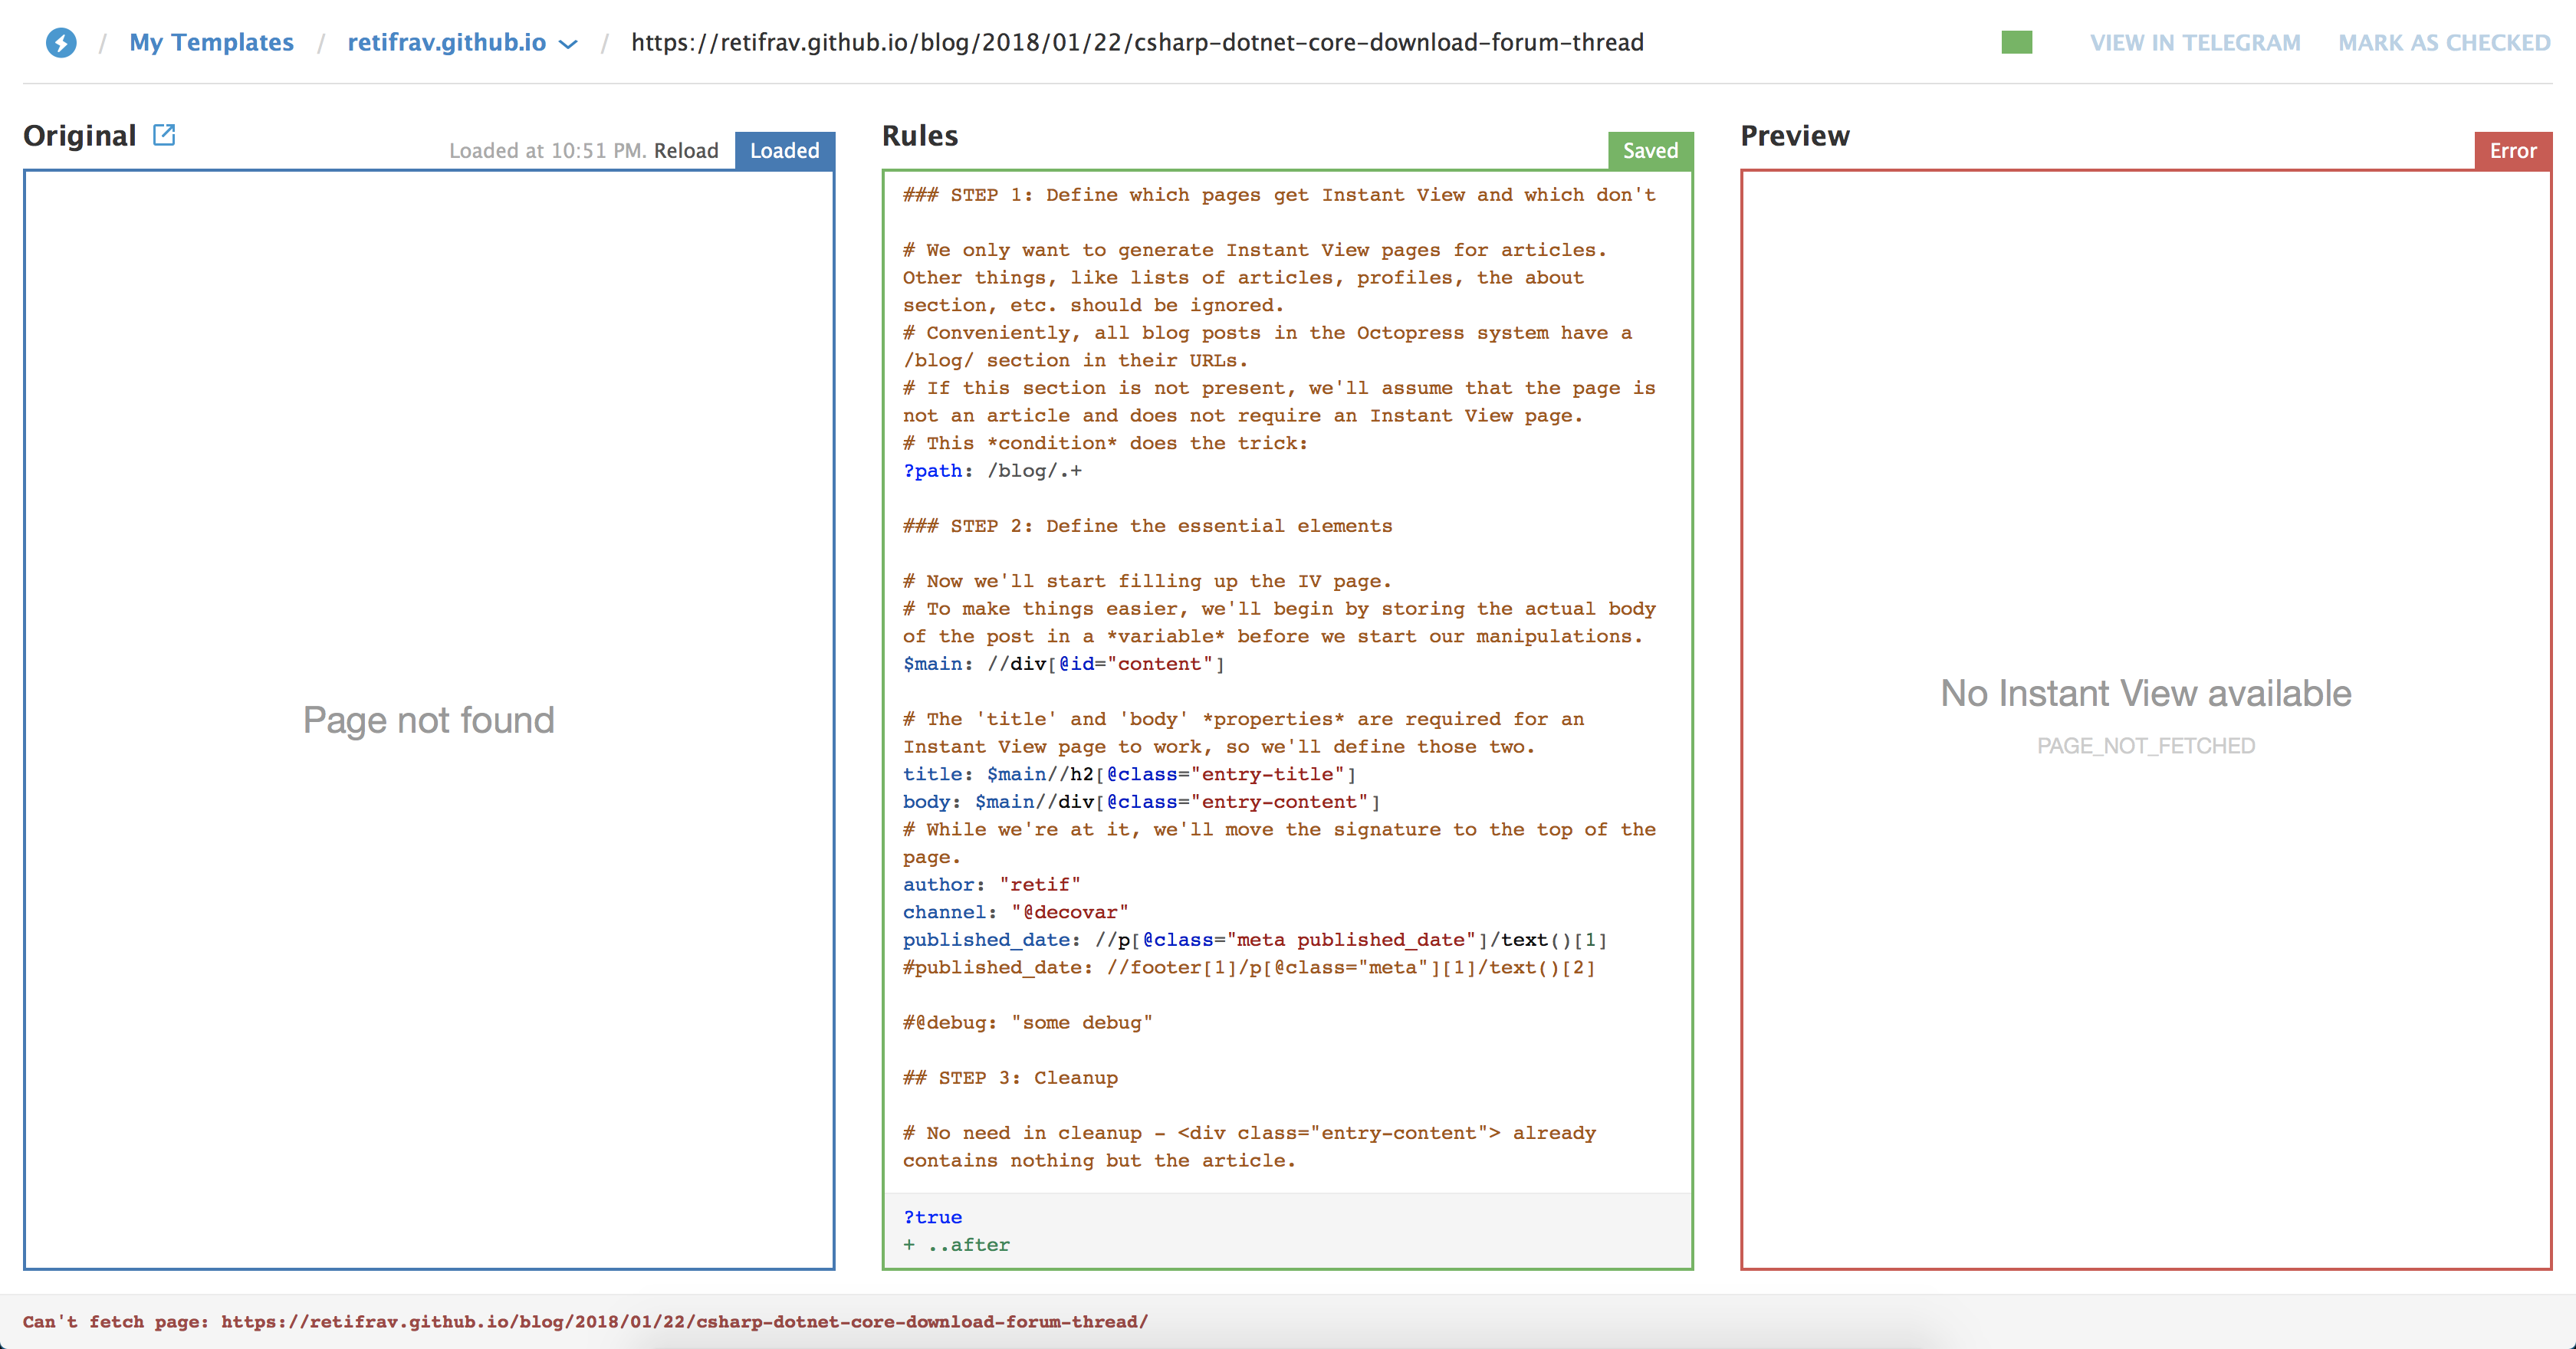 / My Templates / retifrav.github.io / https://retifrav.github.io/blog/2018/01/22/csharp-dotnet-core-download-forum-thread VIEW IN TELEGRAM MARK AS CHECKED
Original Loaded at 10:51 PM. Reload Loaded
Page not found
Rules Saved
### STEP 1: Define which pages get Instant View and which don't
# We only want to generate Instant View pages for articles.
Other things, like lists of articles, profiles, the about
section, etc. should be ignored.
# Conveniently, all blog posts in the Octopress system have a
/blog/ section in their URLs.
# If this section is not present, we'll assume that the page is
not an article and does not require an Instant View page.
# This *condition* does the trick:
?path: /blog/.+
### STEP 2: Define the essential elements
# Now we'll start filling up the IV page.
# To make things easier, we'll begin by storing the actual body
of the post in a *variable* before we start our manipulations.
$main: //div[@id="content"]
# The 'title' and 'body' *properties* are required for an
Instant View page to work, so we'll define those two.
title: $main//h2[@class="entry-title"]
body: $main//div[@class="entry-content"]
# While we're at it, we'll move the signature to the top of the
page.
author: "retif"
channel: "@decovar"
published_date: //p[@class="meta published_date"]/text()[1]
#published_date: //footer[1]/p[@class="meta"][1]/text()[2]
#@debug: "some debug"
## STEP 3: Cleanup
# No need in cleanup - <div class="entry-content"> already
contains nothing but the article.
?true
+ ..after
Preview Error
No Instant View available
PAGE_NOT_FETCHED
Can't fetch page: https://retifrav.github.io/blog/2018/01/22/csharp-dotnet-core-download-forum-thread/